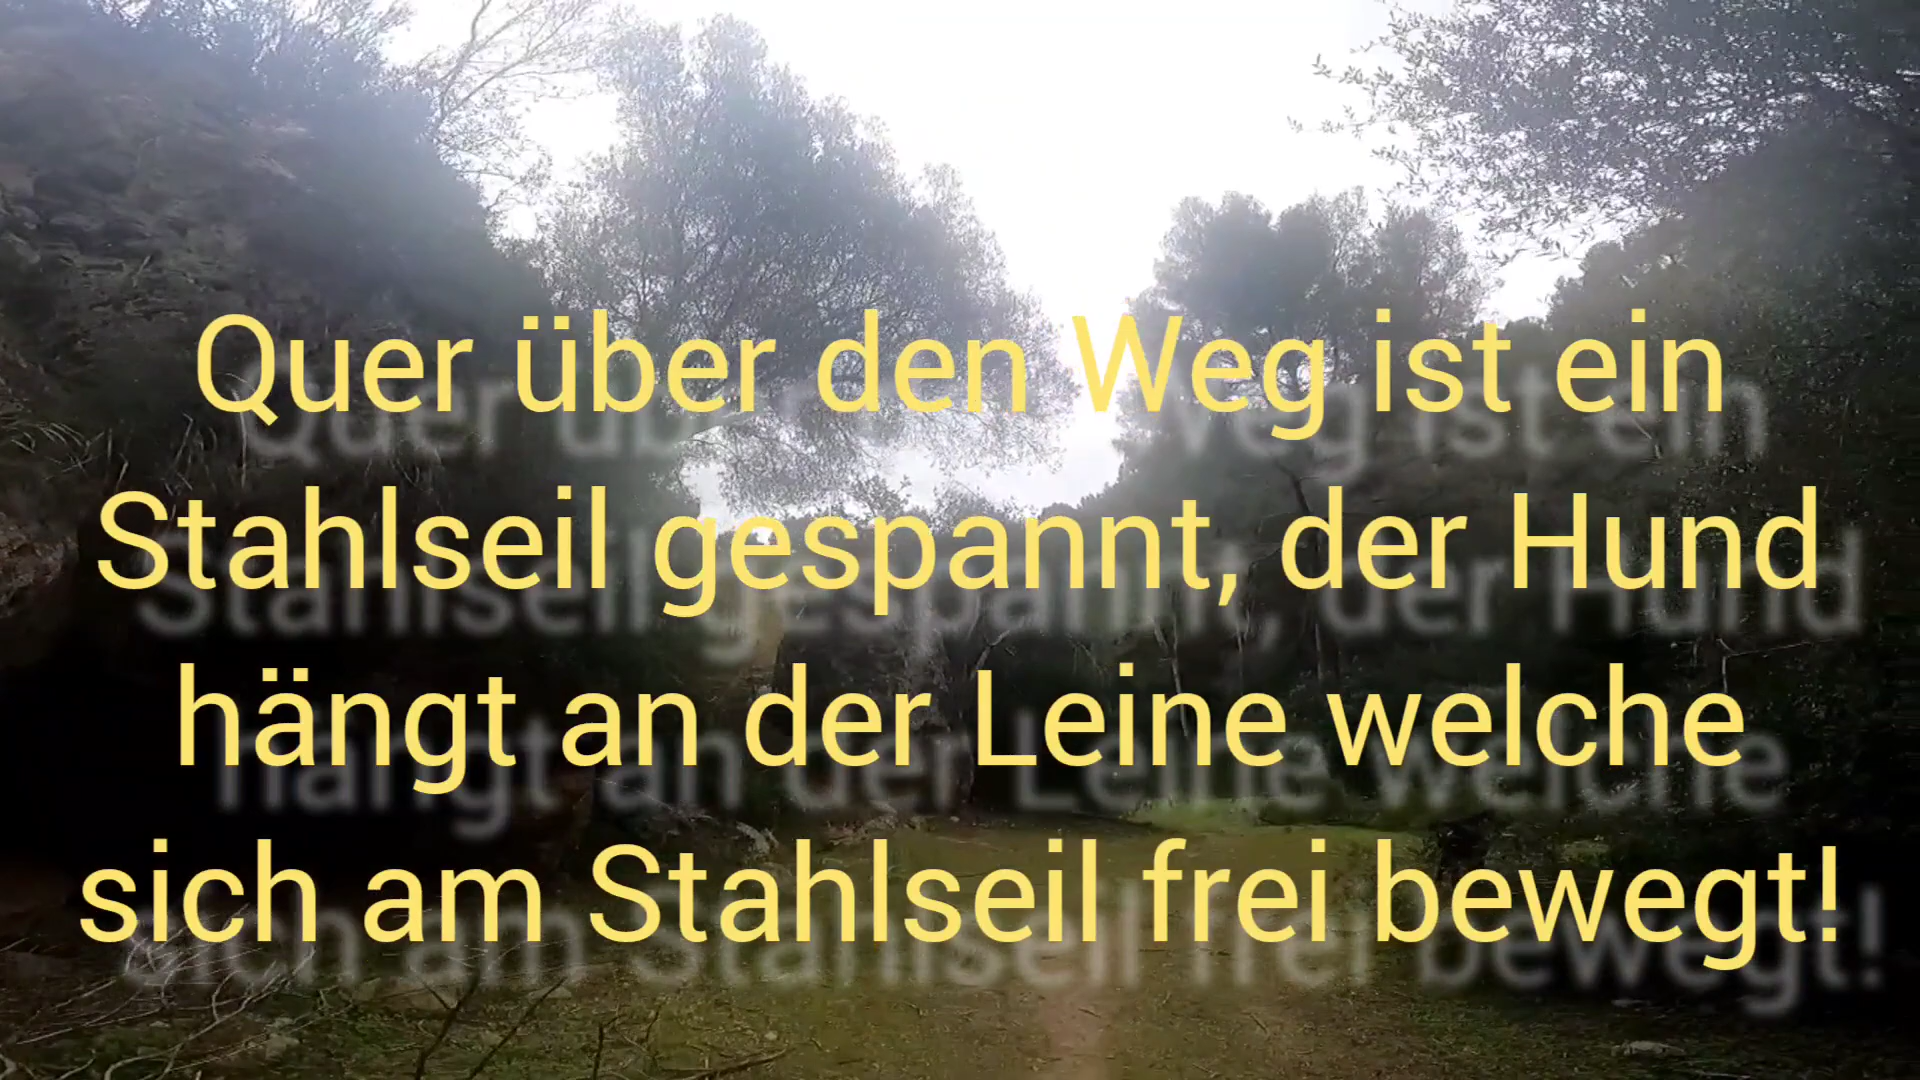 Quer über den Weg ist ein
Stahlseil gespannt, der Hund
hängt an der Leine welche
sich am Stahlseil frei bewegt!